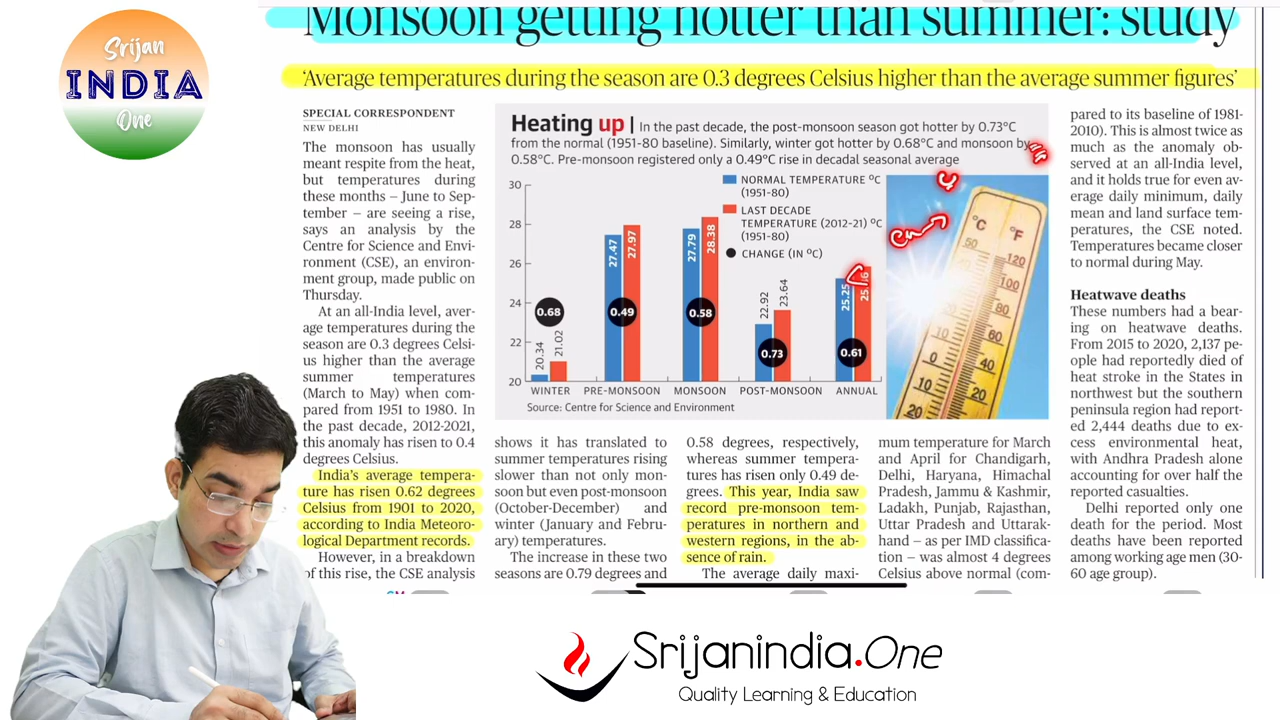 Srijan
INDIA
One
Monsoon getting hotter than summer: study
‘Average temperatures during the season are 0.3 degrees Celsius higher than the average summer figures’
SPECIAL CORRESPONDENT
NEW DELHI
The monsoon has usually
meant respite from the heat,
but temperatures during
these months – June to Sep-
tember – are seeing a rise,
says an analysis by the
Centre for Science and Envi-
ronment (CSE), an environ-
ment group, made public on
Thursday.
At an all-India level, aver-
age temperatures during the
season are 0.3 degrees Celsi-
us higher than the average
summer temperatures
(March to May) when com-
pared from 1951 to 1980. In
the past decade, 2012-2021,
this anomaly has risen to 0.4
degrees Celsius.
India’s average tempera-
ture has risen 0.62 degrees
Celsius from 1901 to 2020,
according to India Meteoro-
logical Department records.
However, in a breakdown
of this rise, the CSE analysis
Heating up | In the past decade, the post-monsoon season got hotter by 0.73°C
from the normal (1951-80 baseline). Similarly, winter got hotter by 0.68°C and monsoon by
0.58°C. Pre-monsoon registered only a 0.49°C rise in decadal seasonal average
NORMAL TEMPERATURE °C
(1951-80)
LAST DECADE
TEMPERATURE (2012-21) °C
(1951-80)
CHANGE (IN °C)
30
28
26
24
22
20
20.34
21.02
0.68
27.47
27.97
0.49
27.79
28.38
0.58
22.92
23.64
0.73
25.25
0.61
WINTER PRE-MONSOON MONSOON POST-MONSOON ANNUAL
Source: Centre for Science and Environment
°C °F
50 120
100
80
0 60
10 40
20 20
shows it has translated to
summer temperatures rising
slower than not only mon-
soon but even post-monsoon
(October-December) and
winter (January and Febru-
ary) temperatures.
The increase in these two
seasons are 0.79 degrees and
0.58 degrees, respectively,
whereas summer tempera-
tures has risen only 0.49 de-
grees. This year, India saw
record pre-monsoon tem-
peratures in northern and
western regions, in the ab-
sence of rain.
The average daily maxi-
mum temperature for March
and April for Chandigarh,
Delhi, Haryana, Himachal
Pradesh, Jammu & Kashmir,
Ladakh, Punjab, Rajasthan,
Uttar Pradesh and Uttarak-
hand – as per IMD classifica-
tion – was almost 4 degrees
Celsius above normal (com-
pared to its baseline of 1981-
2010). This is almost twice as
much as the anomaly ob-
served at an all-India level,
and it holds true for even av-
erage daily minimum, daily
mean and land surface tem-
peratures, the CSE noted.
Temperatures became closer
to normal during May.
Heatwave deaths
These numbers had a bear-
ing on heatwave deaths.
From 2015 to 2020, 2,137 pe-
ople had reportedly died of
heat stroke in the States in
northwest but the southern
peninsula region had report-
ed 2,444 deaths due to ex-
cess environmental heat,
with Andhra Pradesh alone
accounting for over half the
reported casualties.
Delhi reported only one
death for the period. Most
deaths have been reported
among working age men (30-
60 age group).
Srijanindia.One
Quality Learning & Education